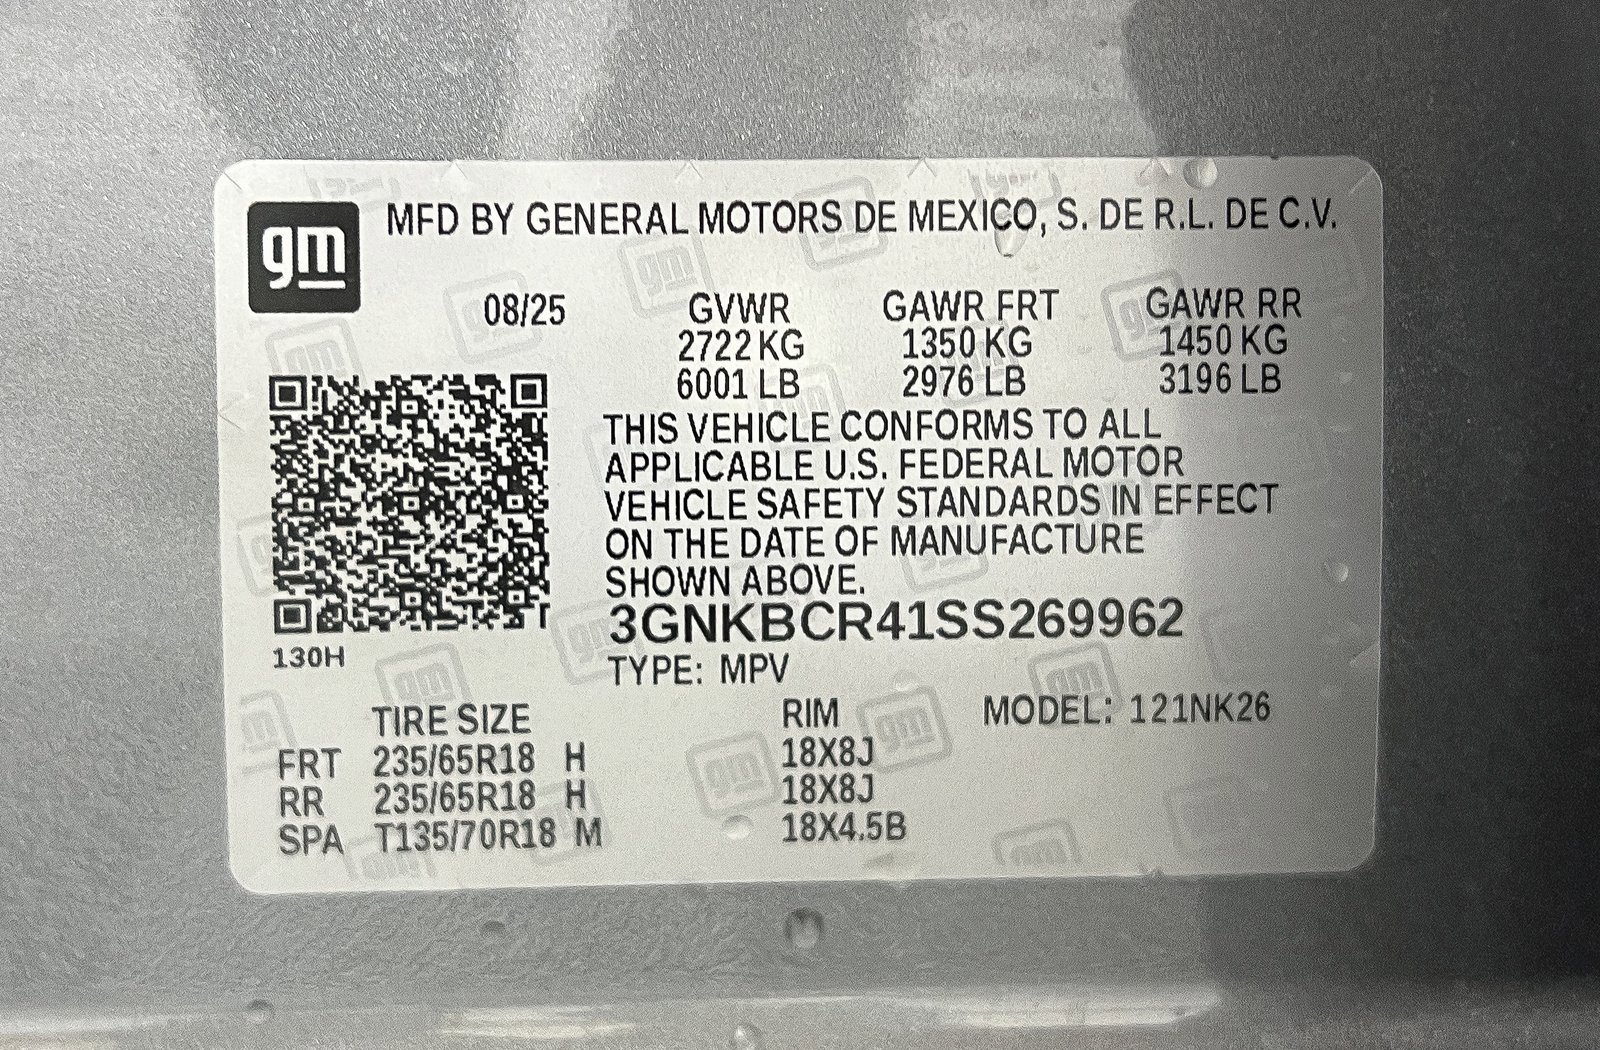 gm
MFD BY GENERAL MOTORS DE MEXICO, S. DE R.L. DE C.V.
08/25 GVWR GAWR FRT GAWR RR
2722 KG 1350 KG 1450 KG
6001 LB 2976 LB 3196 LB
THIS VEHICLE CONFORMS TO ALL
APPLICABLE U.S. FEDERAL MOTOR
VEHICLE SAFETY STANDARDS IN EFFECT
ON THE DATE OF MANUFACTURE
SHOWN ABOVE.
3GNKBCR41SS269962
130H
TYPE: MPV
TIRE SIZE RIM MODEL: 121NK26
FRT 235/65R18 H 18X8J
RR 235/65R18 H 18X8J
SPA T135/70R18 M 18X4.5B